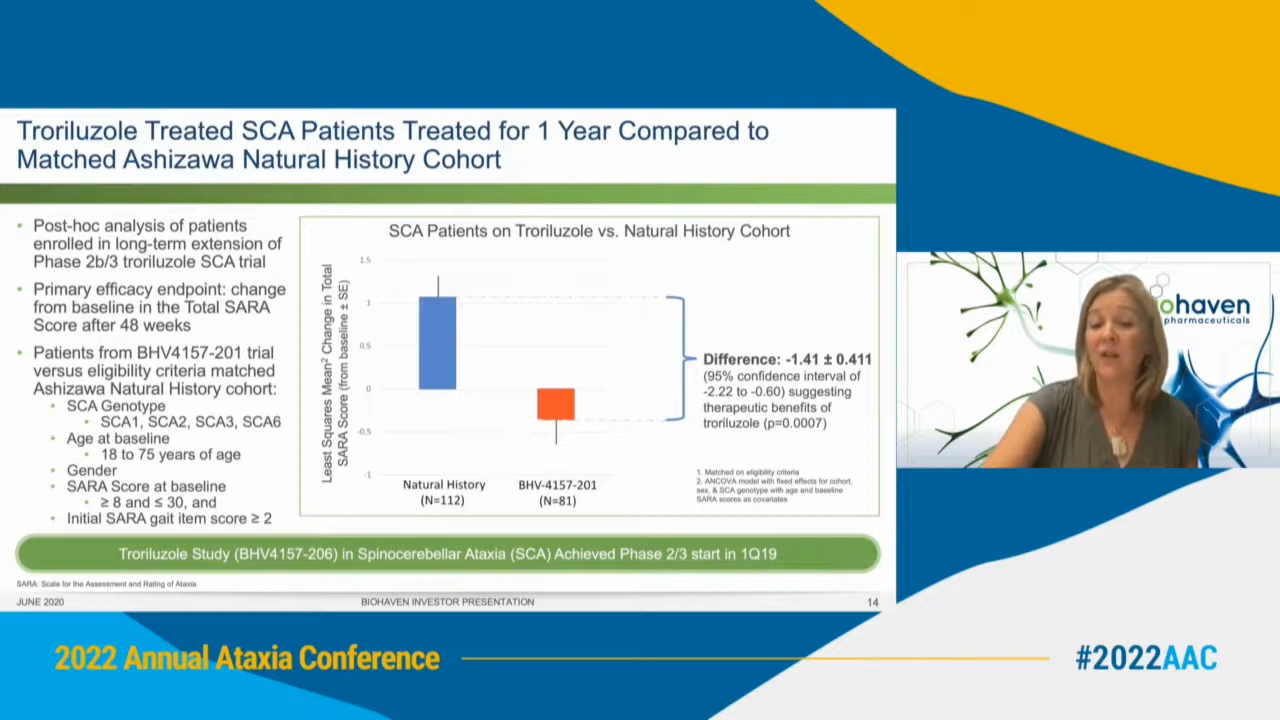 Troriluzole Treated SCA Patients Treated for 1 Year Compared to
Matched Ashizawa Natural History Cohort
• Post-hoc analysis of patients
enrolled in long-term extension of
Phase 2b/3 troriluzole SCA trial
• Primary efficacy endpoint: change
from baseline in the Total SARA
Score after 48 weeks
• Patients from BHV4157-201 trial
versus eligibility criteria matched
Ashizawa Natural History cohort:
• SCA Genotype
• SCA1, SCA2, SCA3, SCA6
• Age at baseline
• 18 to 75 years of age
• Gender
• SARA Score at baseline
• ≥ 8 and ≤ 30, and
• Initial SARA gait item score ≥ 2
SCA Patients on Troriluzole vs. Natural History Cohort
Least Squares Mean² Change in Total
SARA Score (from baseline ± SE)
1.5
1
0.5
0
-0.5
-1
Natural History
(N=112)
BHV-4157-201
(N=81)
Difference: -1.41 ± 0.411
(95% confidence interval of
-2.22 to -0.60) suggesting
therapeutic benefits of
troriluzole (p=0.0007)
1. Matched on eligibility criteria
2. ANCOVA model with fixed effects for cohort,
sex, & SCA genotype with age and baseline
SARA scores as covariates
Troriluzole Study (BHV4157-206) in Spinocerebellar Ataxia (SCA) Achieved Phase 2/3 start in 1Q19
SARA: Scale for the Assessment and Rating of Ataxia
JUNE 2020
BIOHAVEN INVESTOR PRESENTATION
14
ohaven
pharmaceuticals
2022 Annual Ataxia Conference
#2022AAC